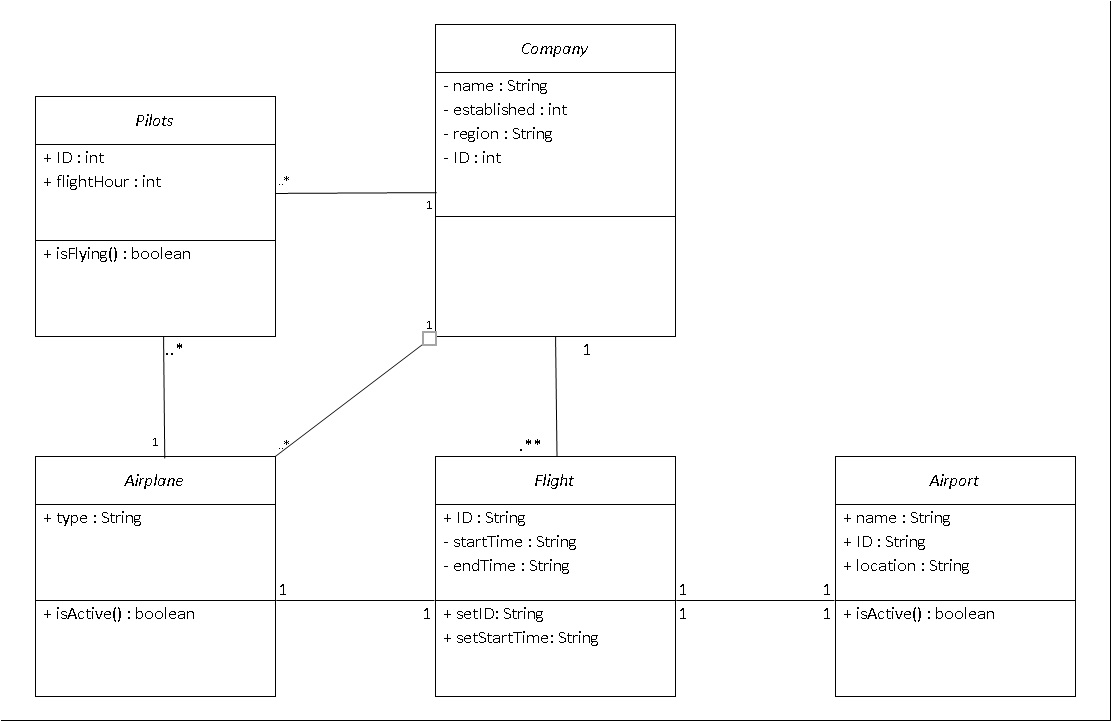 Company
- name : String
- established : int
- region : String
- ID : int
Pilots
+ ID : int
+ flightHour : int
+ isFlying() : boolean
..*
1
1
..*
..*
1
1
.**
Airplane
+ type : String
+ isActive() : boolean
1
1
Flight
+ ID : String
- startTime : String
- endTime : String
+ setID: String
+ setStartTime: String
1
1
1
1
Airport
+ name : String
+ ID : String
+ location : String
+ isActive() : boolean